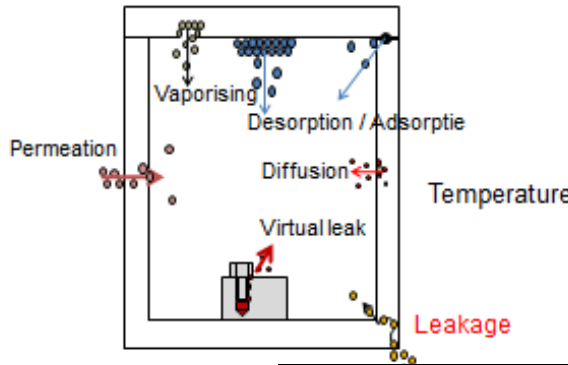 Vaporising
Desorption / Adsorptie
Permeation
Diffusion
Temperature
Virtual leak
Leakage